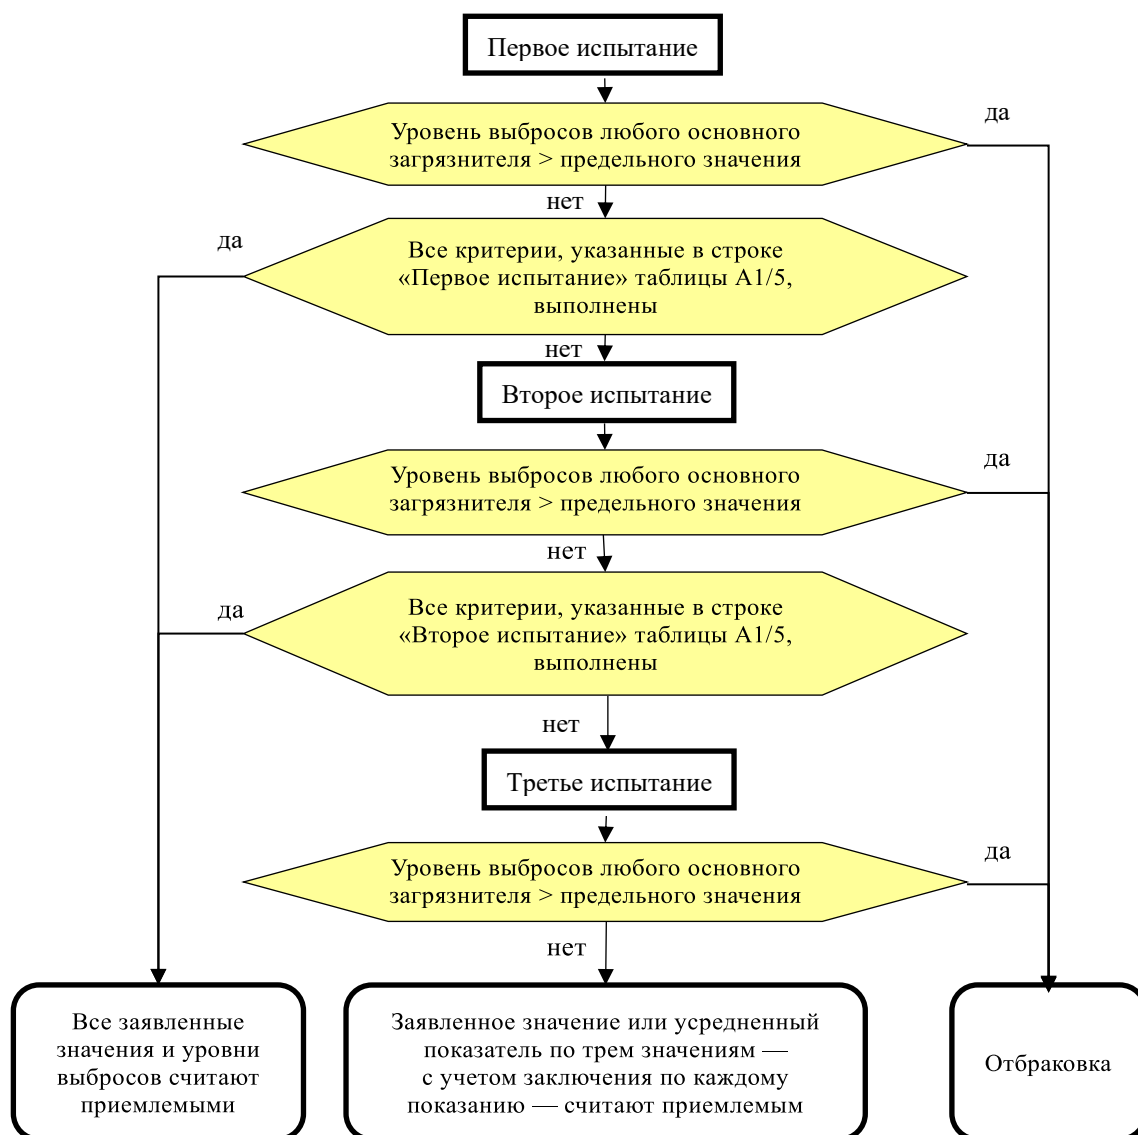 Первое испытание
да
Уровень выбросов любого основного
загрязнителя > предельного значения
нет
да
Все критерии, указанные в строке
«Первое испытание» таблицы A1/5,
выполнены
нет
Второе испытание
да
Уровень выбросов любого основного
загрязнителя > предельного значения
нет
да
Все критерии, указанные в строке
«Второе испытание» таблицы A1/5,
выполнены
нет
Третье испытание
да
Уровень выбросов любого основного
загрязнителя > предельного значения
нет
Все заявленные
значения и уровни
выбросов считают
приемлемыми
Заявленное значение или усредненный
показатель по трем значениям —
с учетом заключения по каждому
показанию — считают приемлемым
Отбраковка